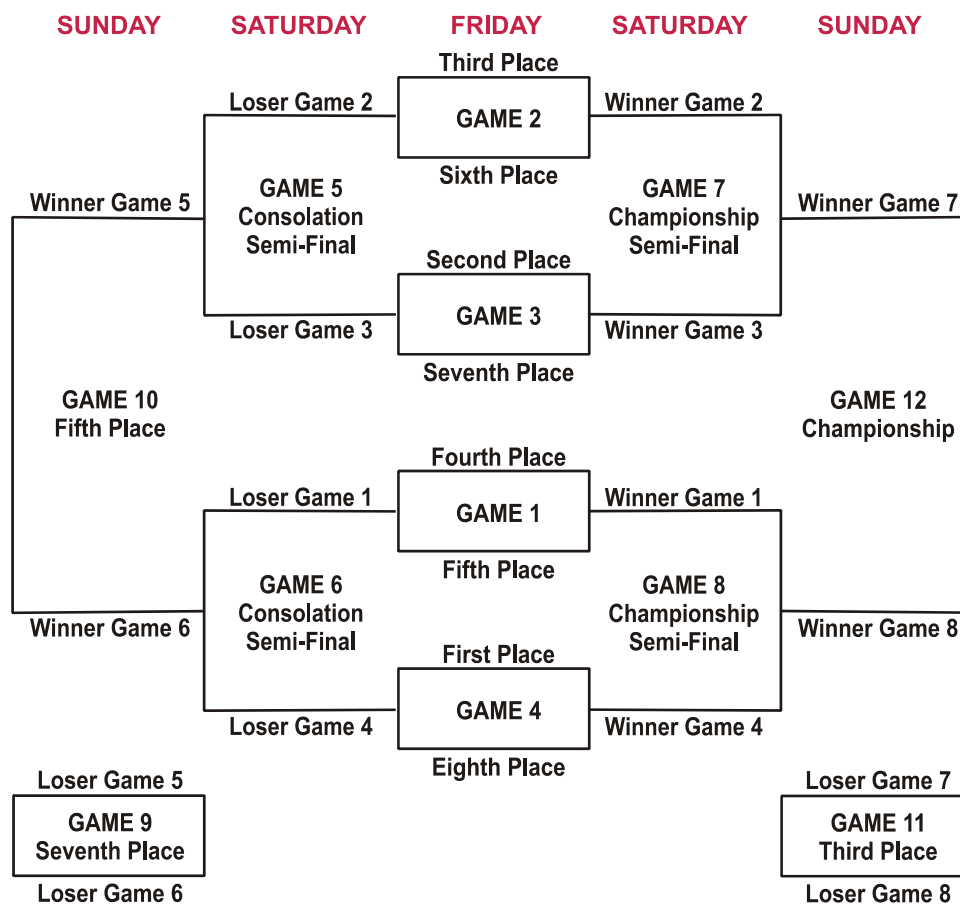 SUNDAY SATURDAY FRIDAY SATURDAY SUNDAY
Third Place
Loser Game 2 Winner Game 2
GAME 2
Sixth Place
Winner Game 5 Winner Game 7
GAME 5
Consolation
Semi-Final
GAME 7
Championship
Semi-Final
Second Place
GAME 3
Loser Game 3 Winner Game 3
Seventh Place
GAME 10
Fifth Place
GAME 12
Championship
Fourth Place
Loser Game 1 Winner Game 1
GAME 1
Fifth Place
GAME 6
Consolation
Semi-Final
GAME 8
Championship
Semi-Final
Winner Game 6 Winner Game 8
First Place
GAME 4
Loser Game 4 Winner Game 4
Eighth Place
Loser Game 5
GAME 9
Seventh Place
Loser Game 6
Loser Game 7
GAME 11
Third Place
Loser Game 8